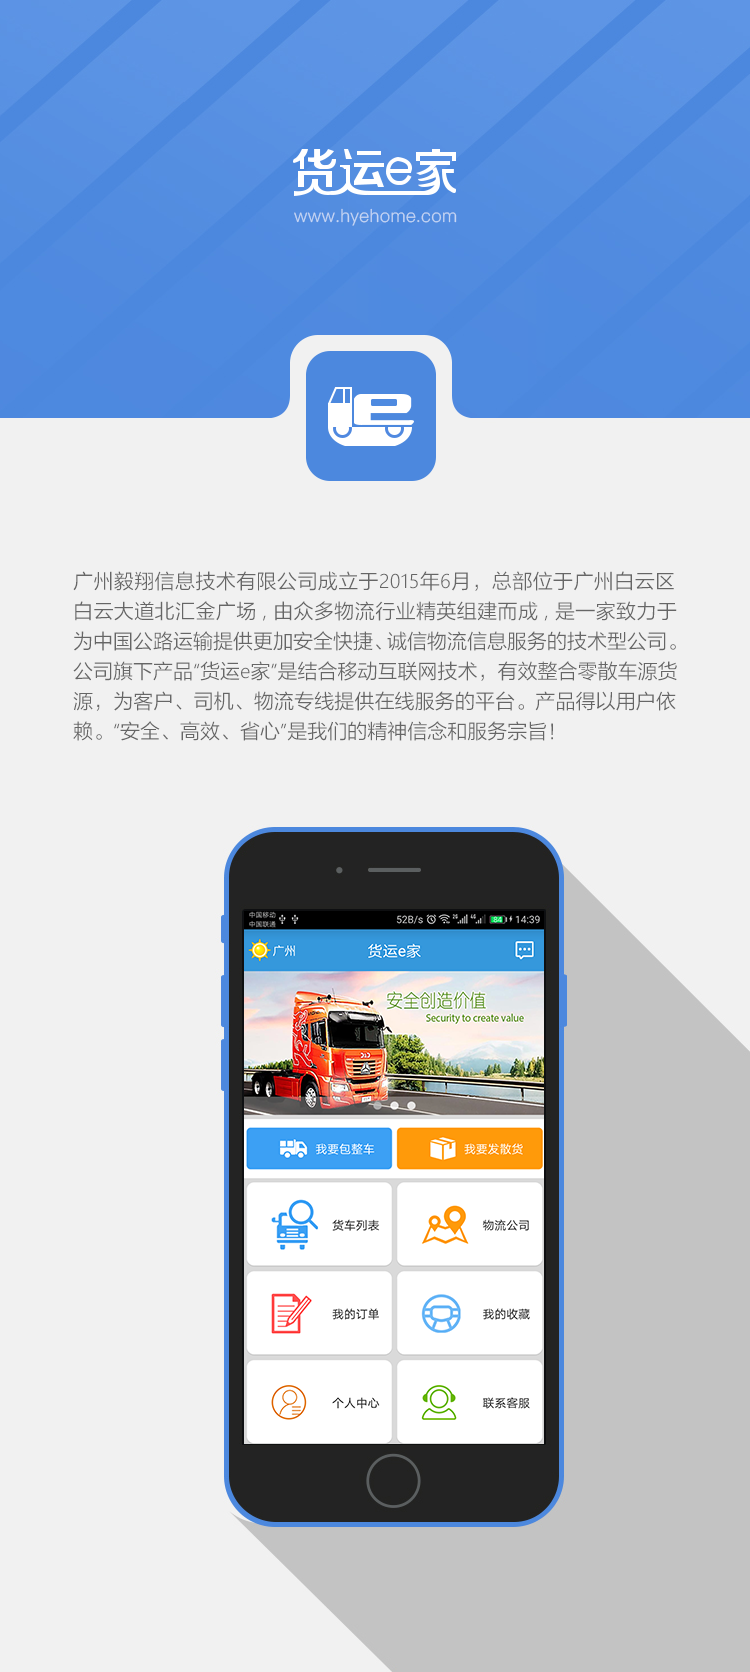 货运e家
www.hyehome.com
广州毅翔信息技术有限公司成立于2015年6月，总部位于广州白云区
白云大道北汇金广场，由众多物流行业精英组建而成，是一家致力于
为中国公路运输提供更加安全快捷、诚信物流信息服务的技术型公司。
公司旗下产品“货运e家”是结合移动互联网技术，有效整合零散车源货
源，为客户、司机、物流专线提供在线服务的平台。产品得以用户依
赖。“安全、高效、省心”是我们的精神信念和服务宗旨！
中国移动
中国联通
52B/s 2G 4G 84 14:39
广州 货运e家
安全创造价值
Security to create value
我要包整车 我要发散货
货车列表 物流公司
我的订单 我的收藏
个人中心 联系客服